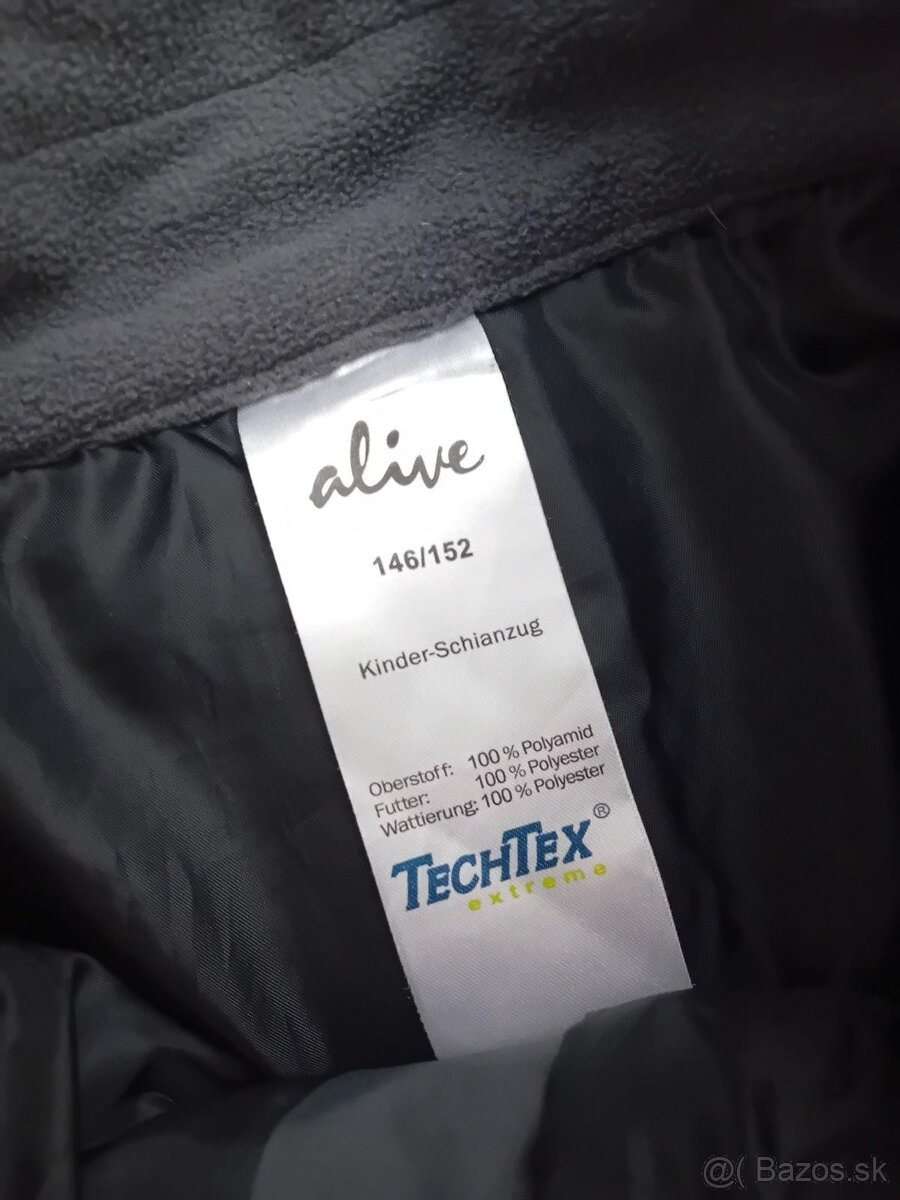 alive
146/152
Kinder-Schianzug
Oberstoff: 100 % Polyamid
Futter: 100 % Polyester
Wattierung: 100 % Polyester
TECHTEX®
extreme
@( Bazos.sk